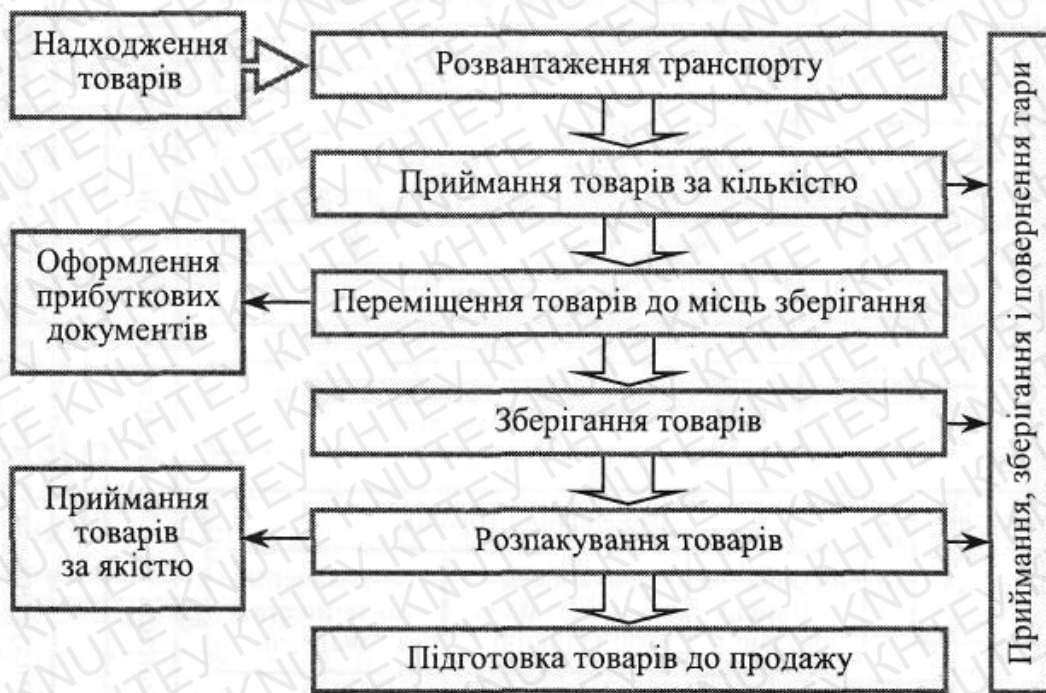 Надходження
товарів
Розвантаження транспорту
Приймання товарів за кількістю
Оформлення
прибуткових
документів
Переміщення товарів до місць зберігання
Зберігання товарів
Приймання
товарів
за якістю
Розпакування товарів
Підготовка товарів до продажу
Приймання, зберігання і повернення тари